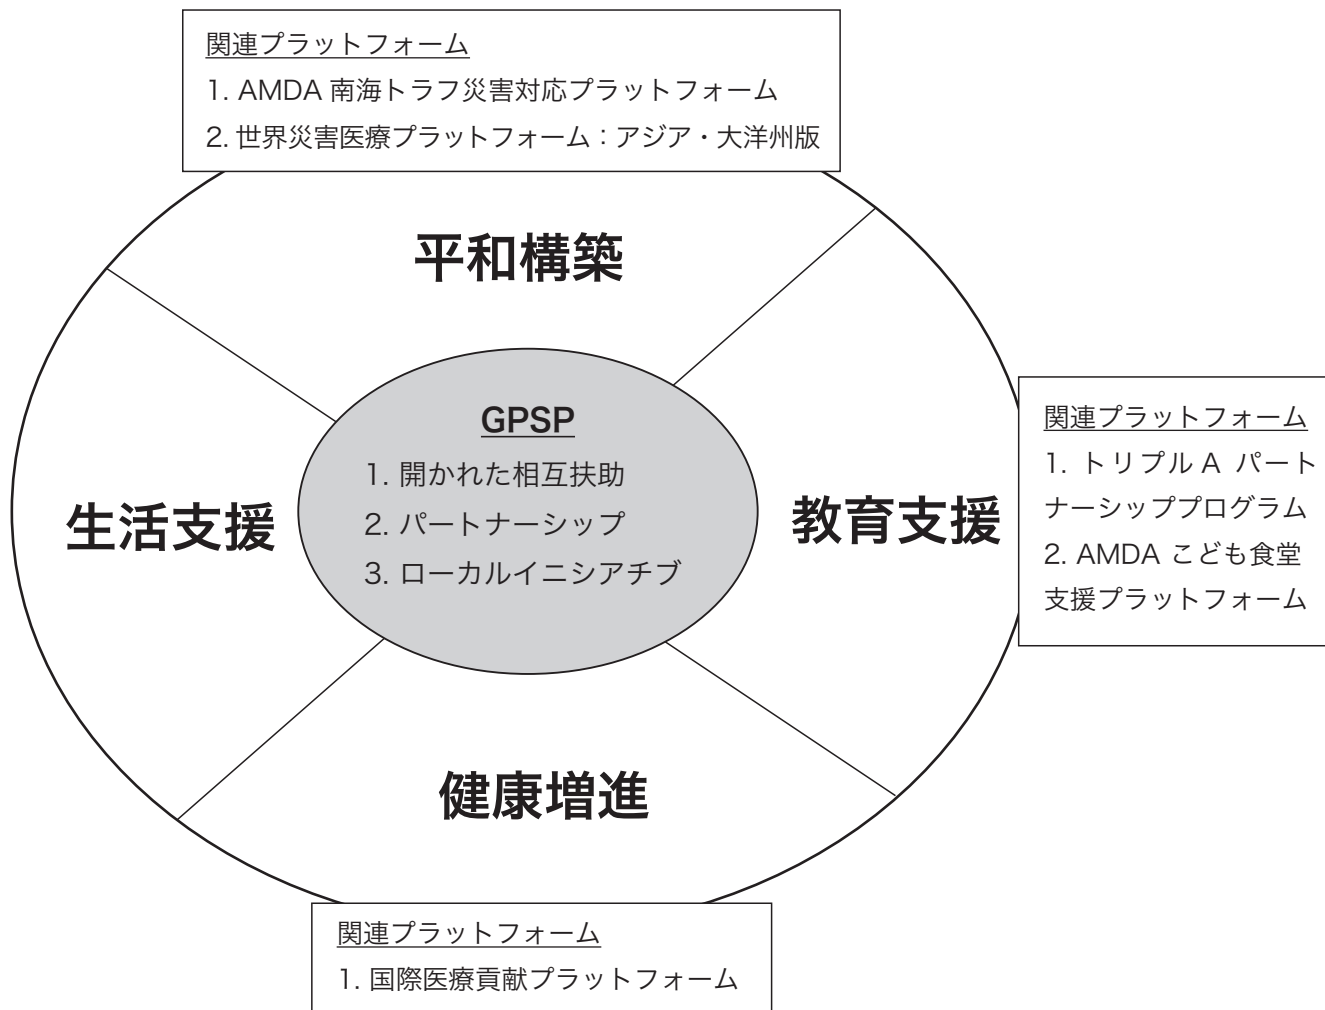 関連プラットフォーム
1. AMDA 南海トラフ災害対応プラットフォーム
2. 世界災害医療プラットフォーム：アジア・大洋州版
平和構築
GPSP
1. 開かれた相互扶助
2. パートナーシップ
3. ローカルイニシアチブ
生活支援
教育支援
関連プラットフォーム
1. トリプル A パート
ナーシッププログラム
2. AMDA こども食堂
支援プラットフォーム
健康増進
関連プラットフォーム
1. 国際医療貢献プラットフォーム